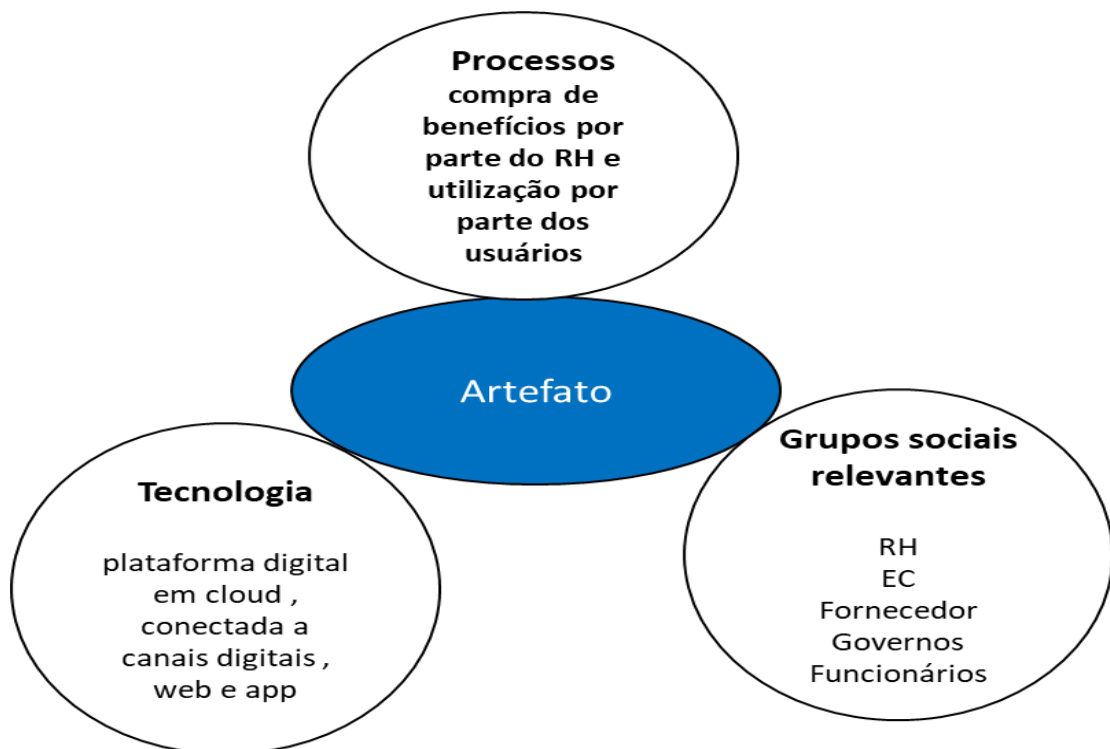 Processos
compra de
benefícios por
parte do RH e
utilização por
parte dos
usuários
Artefato
Tecnologia
plataforma digital
em cloud ,
conectada a
canais digitais ,
web e app
Grupos sociais
relevantes
RH
EC
Fornecedor
Governos
Funcionários